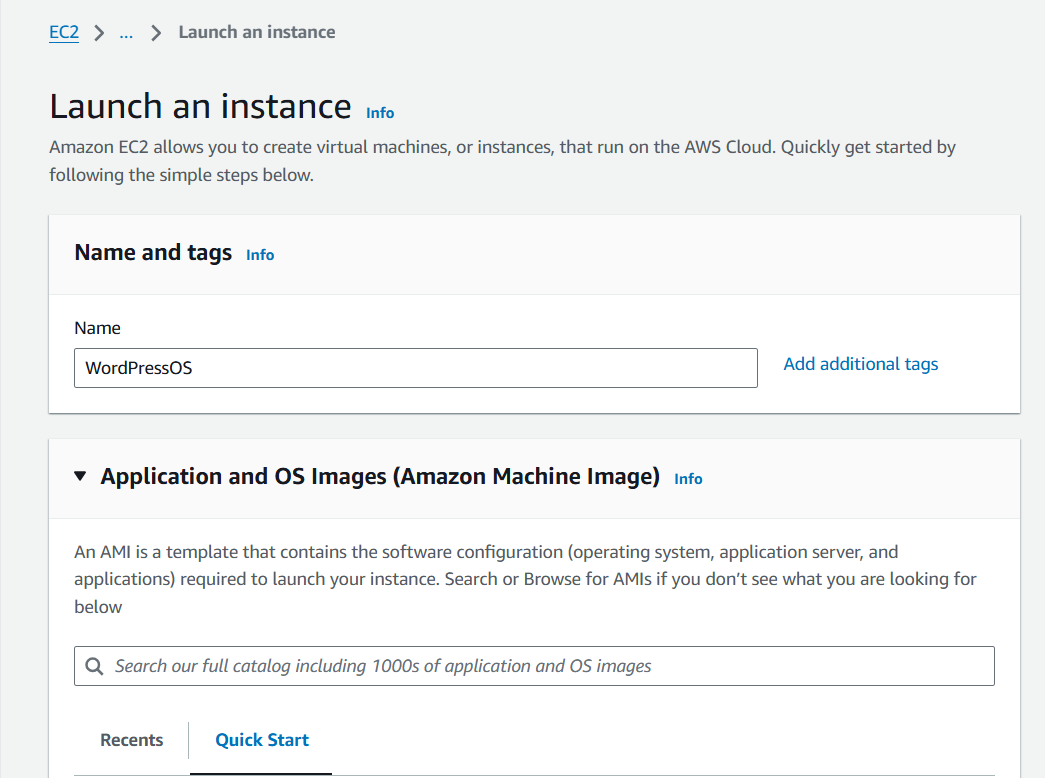 EC2 > ... > Launch an instance
Launch an instance Info
Amazon EC2 allows you to create virtual machines, or instances, that run on the AWS Cloud. Quickly get started by
following the simple steps below.
Name and tags Info
Name
WordPressOS
Add additional tags
Application and OS Images (Amazon Machine Image) Info
An AMI is a template that contains the software configuration (operating system, application server, and
applications) required to launch your instance. Search or Browse for AMIs if you don’t see what you are looking for
below
Search our full catalog including 1000s of application and OS images
Recents
Quick Start